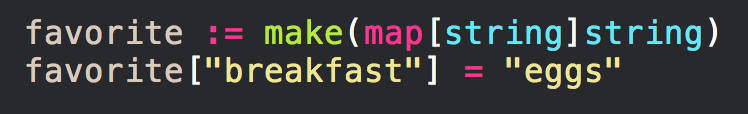 favorite := make(map[string]string)
favorite["breakfast"] = "eggs"